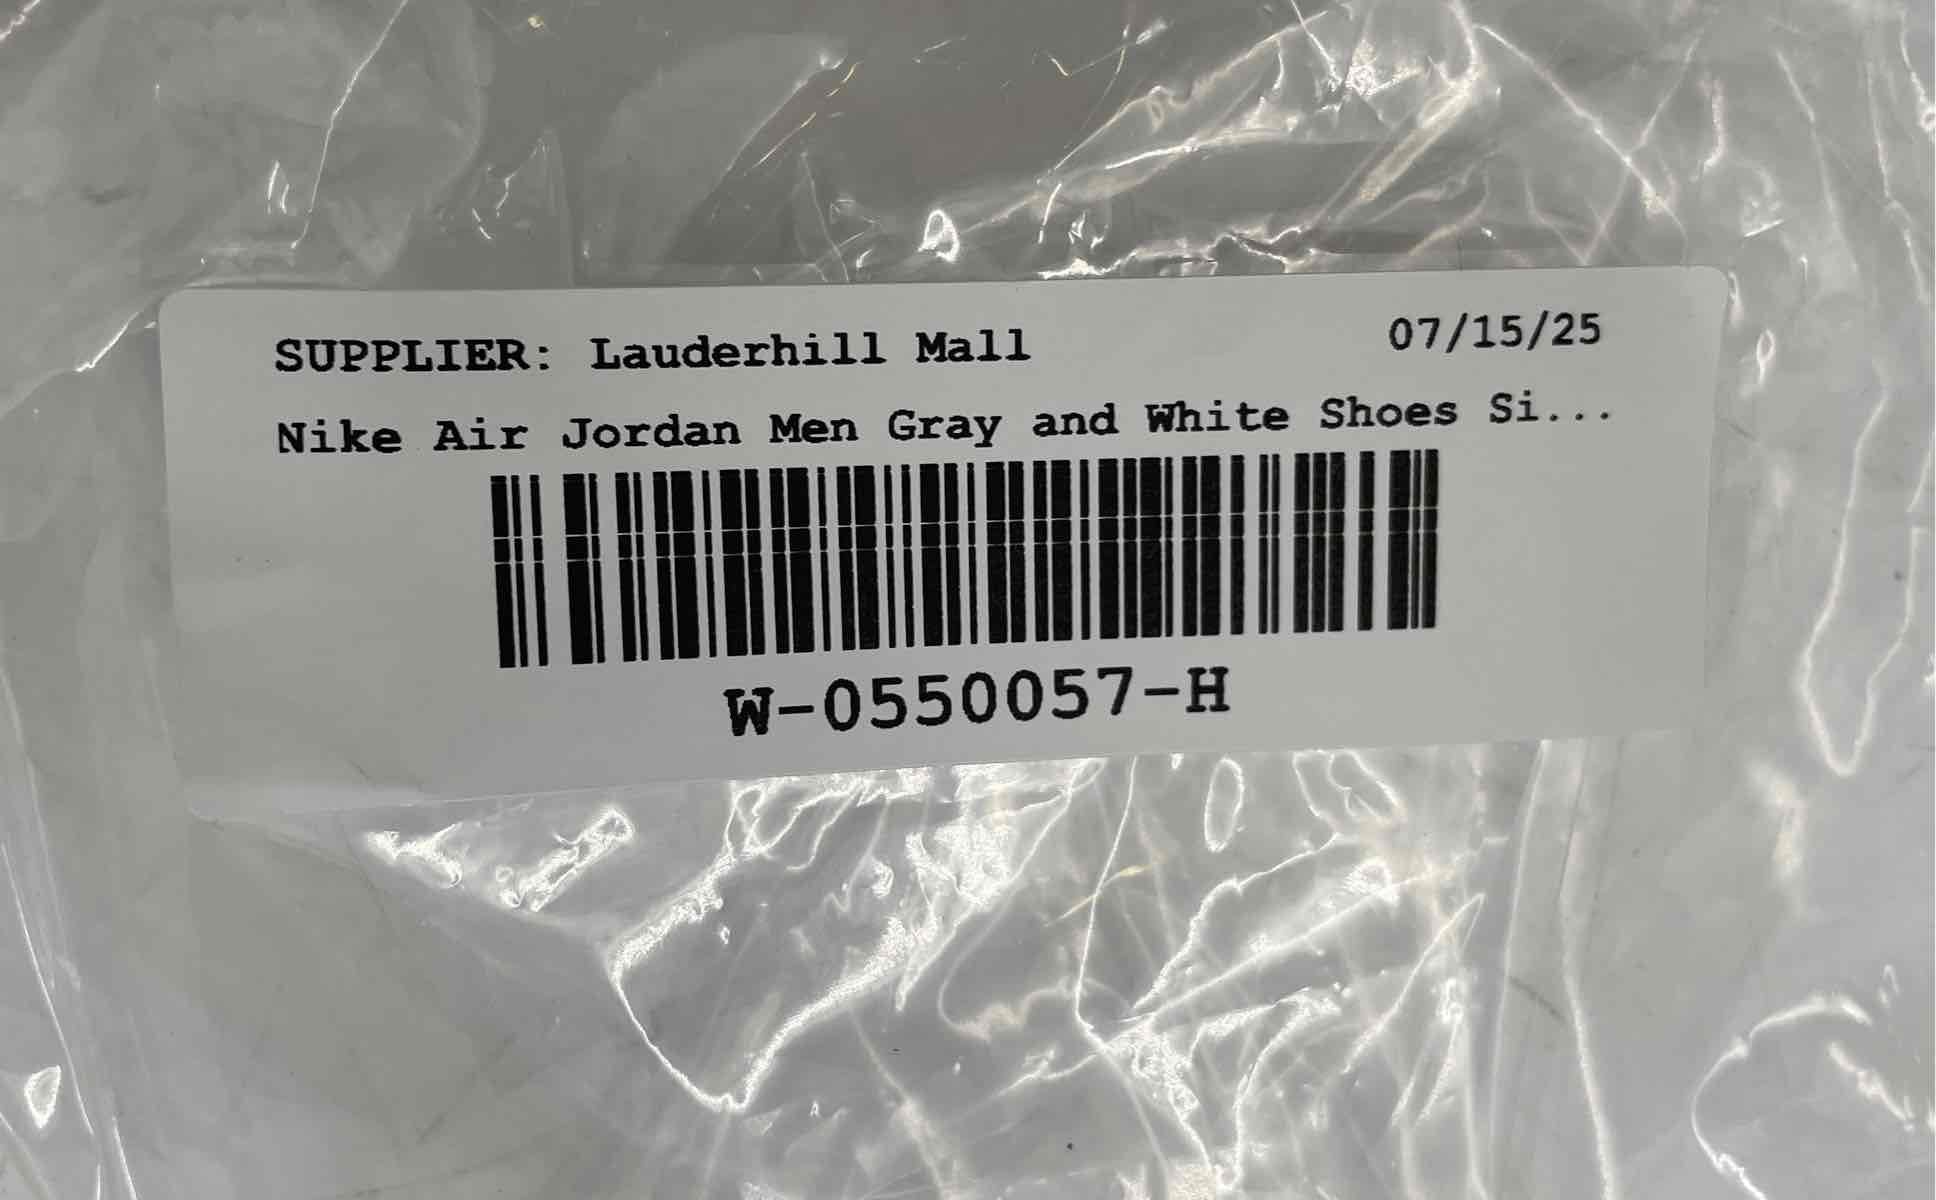 SUPPLIER: Lauderhill Mall 07/15/25
Nike Air Jordan Men Gray and White Shoes Si...
W-0550057-H